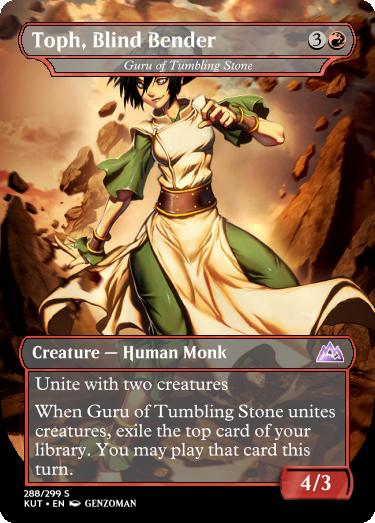 Toph, Blind Bender 3
Guru of Tumbling Stone
Creature — Human Monk
Unite with two creatures
When Guru of Tumbling Stone unites
creatures, exile the top card of your
library. You may play that card this
turn.
4/3
288/299 S
KUT • EN GENZOMAN